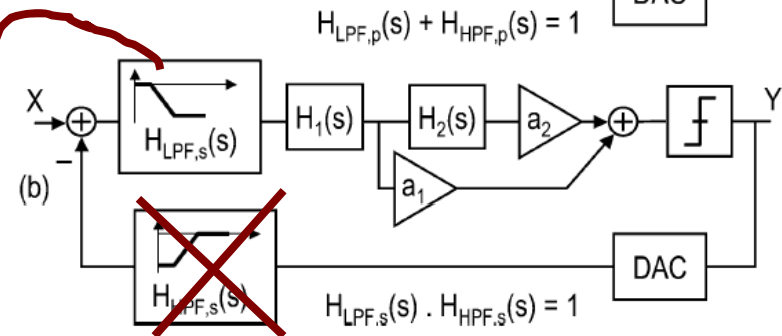 DAC
H_LPF,p(s) + H_HPF,p(s) = 1
X
H_LPF,s(s)
H_1(s)
H_2(s)
a_2
Y
–
(b)
a_1
H_HPF,s(s)
DAC
H_LPF,s(s) . H_HPF,s(s) = 1